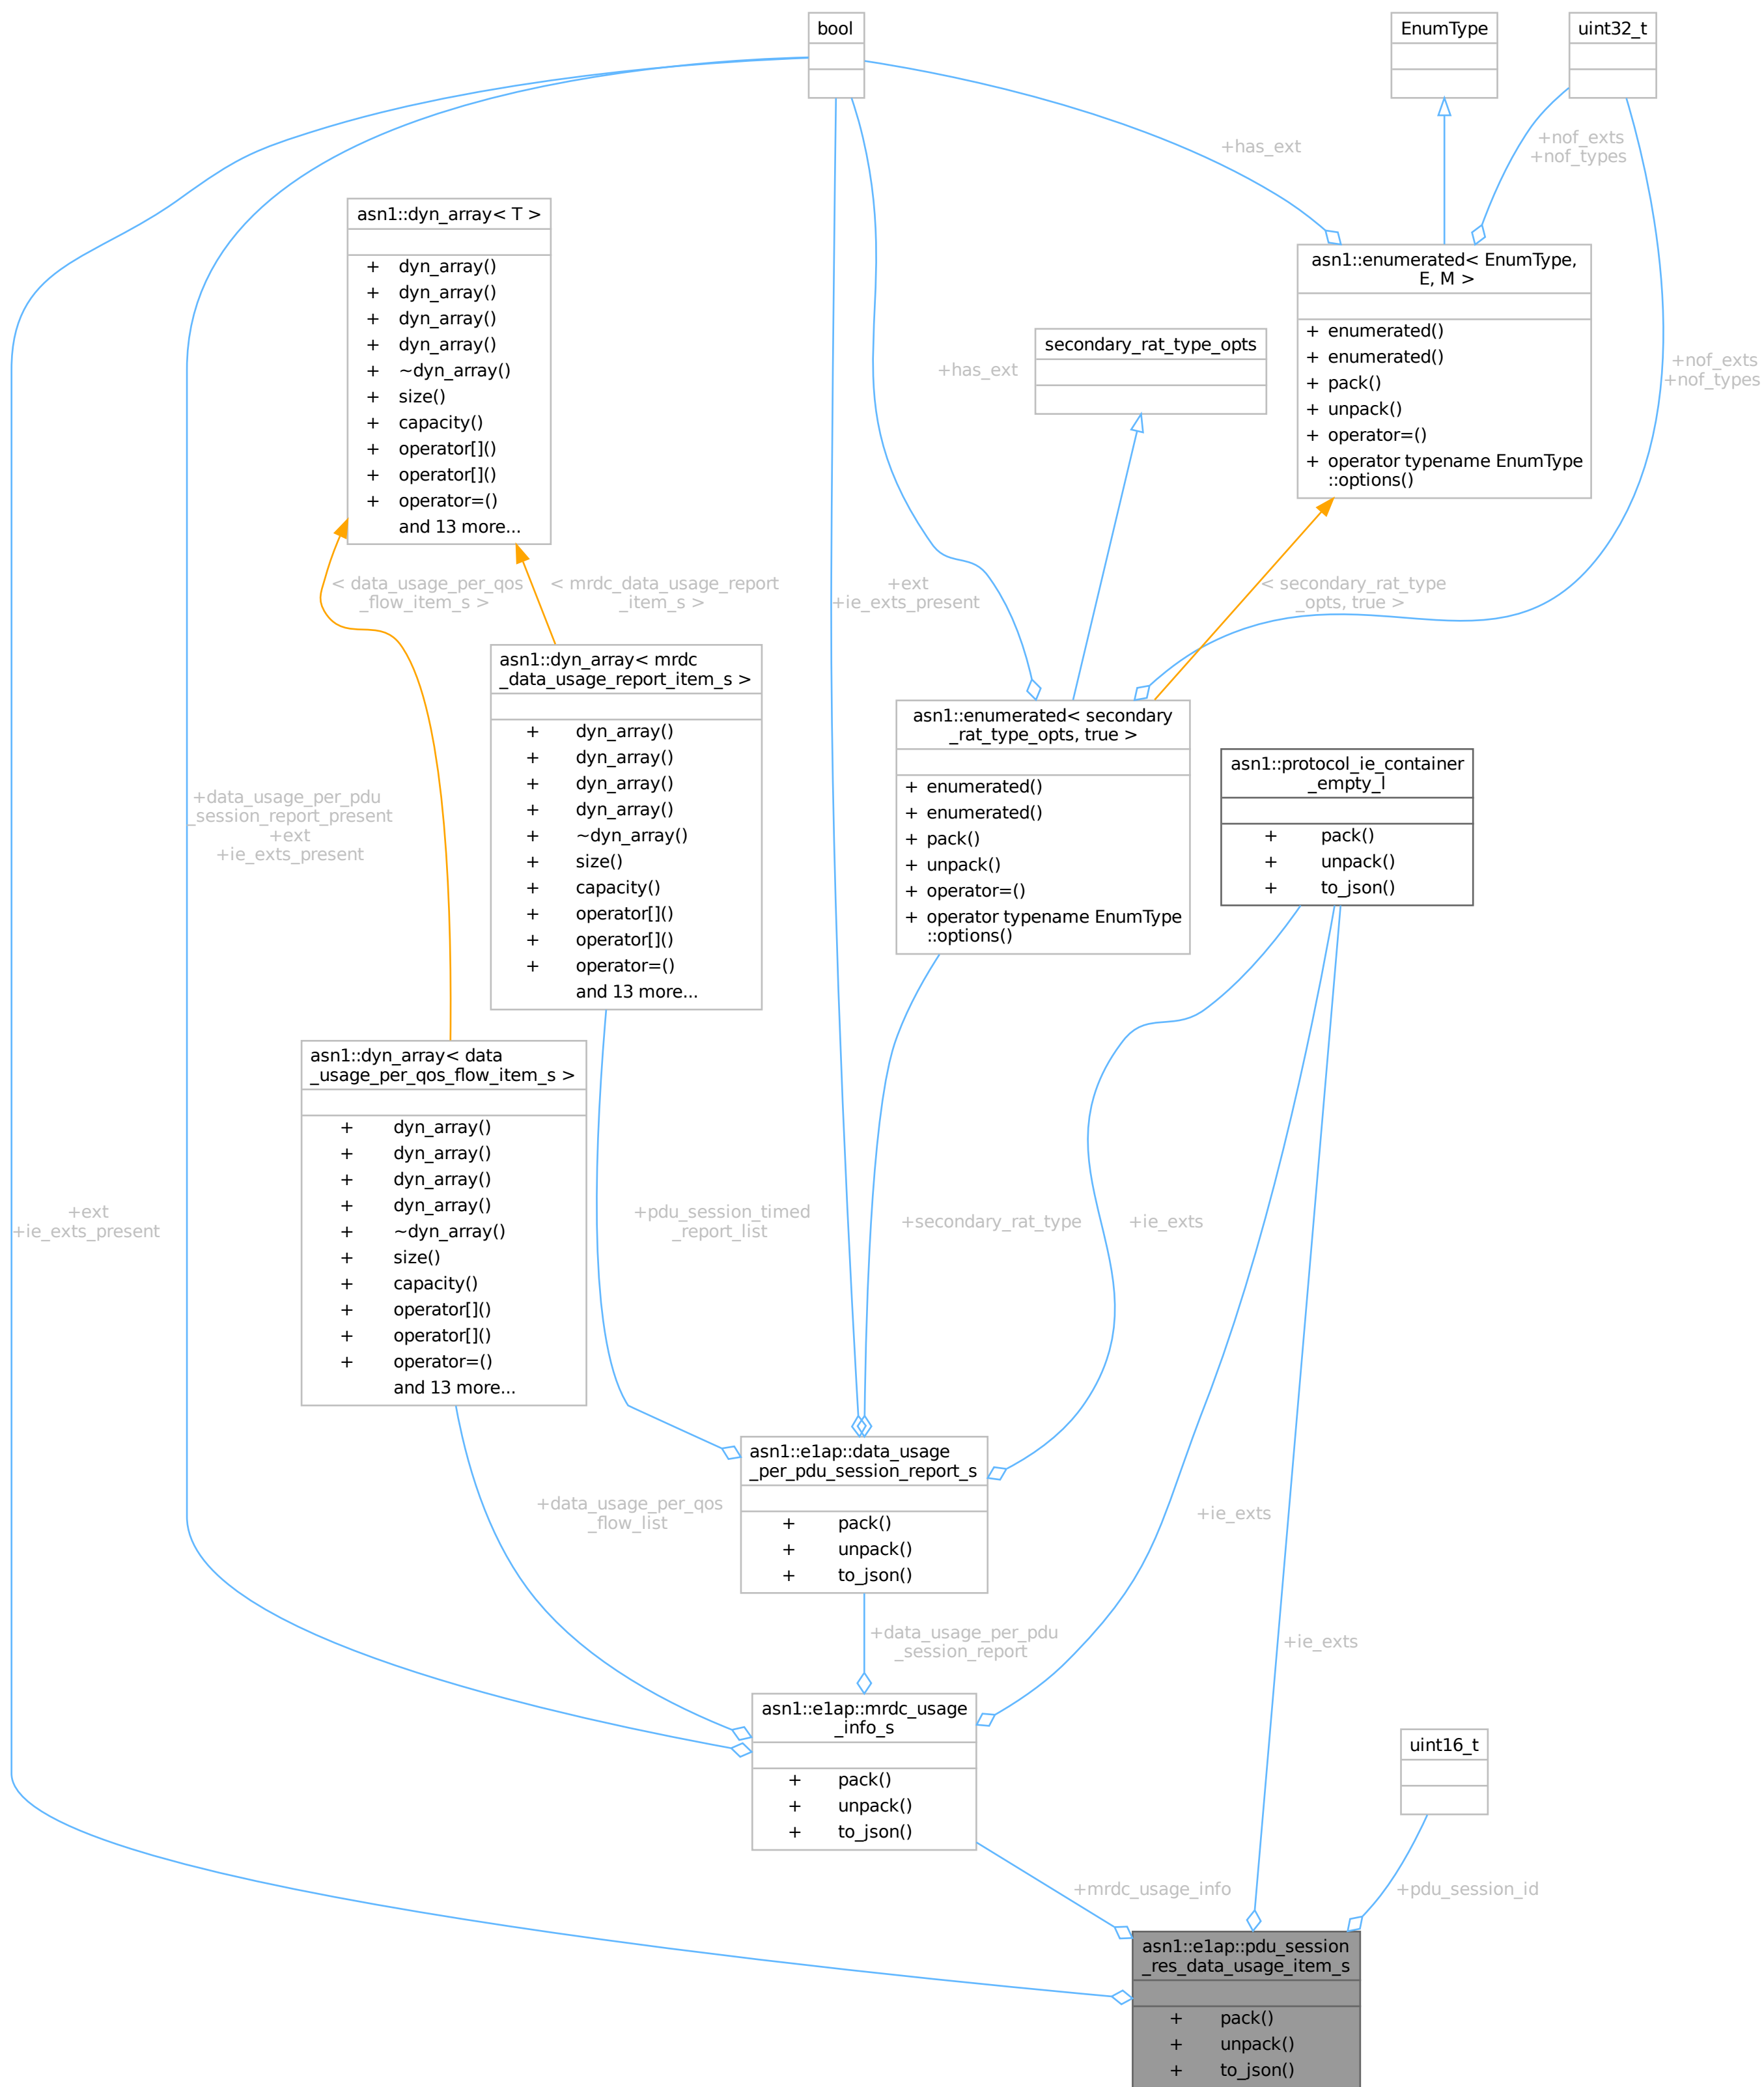 bool
EnumType
uint32_t
+has_ext
+nof_exts
+nof_types
asn1::dyn_array< T >
+ dyn_array()
+ dyn_array()
+ dyn_array()
+ dyn_array()
+ ~dyn_array()
+ size()
+ capacity()
+ operator[]()
+ operator[]()
+ operator=()
and 13 more...
asn1::enumerated< EnumType,
E, M >
+ enumerated()
+ enumerated()
+ pack()
+ unpack()
+ operator=()
+ operator typename EnumType
::options()
secondary_rat_type_opts
+has_ext
+nof_exts
+nof_types
< data_usage_per_qos
_flow_item_s >
< mrdc_data_usage_report
_item_s >
+ext
+ie_exts_present
< secondary_rat_type
_opts, true >
asn1::dyn_array< mrdc
_data_usage_report_item_s >
+ dyn_array()
+ dyn_array()
+ dyn_array()
+ dyn_array()
+ ~dyn_array()
+ size()
+ capacity()
+ operator[]()
+ operator[]()
+ operator=()
and 13 more...
asn1::enumerated< secondary
_rat_type_opts, true >
+ enumerated()
+ enumerated()
+ pack()
+ unpack()
+ operator=()
+ operator typename EnumType
::options()
asn1::protocol_ie_container
_empty_l
+ pack()
+ unpack()
+ to_json()
+data_usage_per_pdu
_session_report_present
+ext
+ie_exts_present
asn1::dyn_array< data
_usage_per_qos_flow_item_s >
+ dyn_array()
+ dyn_array()
+ dyn_array()
+ dyn_array()
+ ~dyn_array()
+ size()
+ capacity()
+ operator[]()
+ operator[]()
+ operator=()
and 13 more...
+ext
+ie_exts_present
+pdu_session_timed
_report_list
+secondary_rat_type
+ie_exts
asn1::e1ap::data_usage
_per_pdu_session_report_s
+ pack()
+ unpack()
+ to_json()
+data_usage_per_qos
_flow_list
+ie_exts
+data_usage_per_pdu
_session_report
+ie_exts
asn1::e1ap::mrdc_usage
_info_s
+ pack()
+ unpack()
+ to_json()
uint16_t
+mrdc_usage_info
+pdu_session_id
asn1::e1ap::pdu_session
_res_data_usage_item_s
+ pack()
+ unpack()
+ to_json()